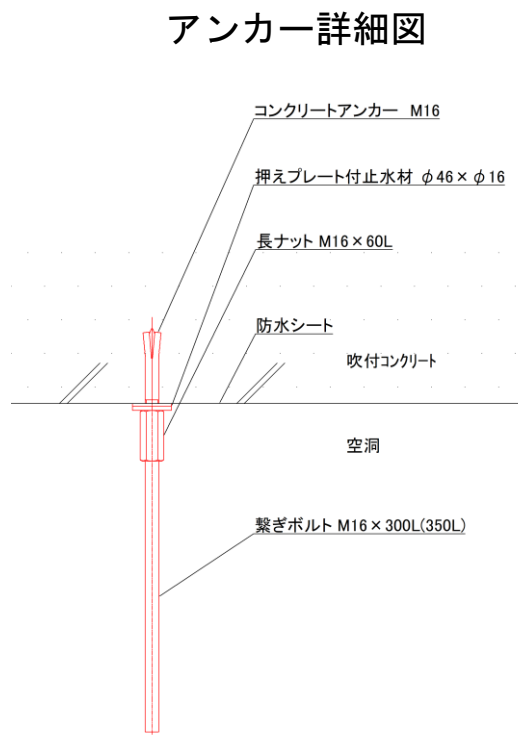 アンカー詳細図
コンクリートアンカー M16
押えプレート付止水材 φ46×φ16
長ナット M16×60L
防水シート
吹付コンクリート
空洞
繋ぎボルト M16×300L(350L)